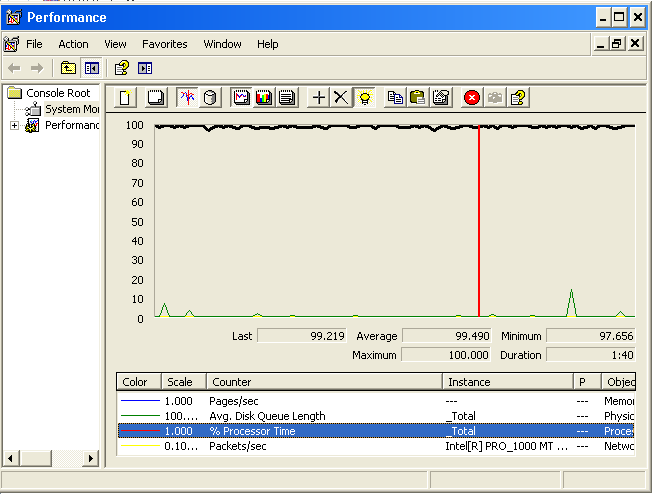 Performance
File Action View Favorites Window Help
Console Root
System Mo
Performanc
100
90
80
70
60
50
40
30
20
10
0
Last 99.219 Average 99.490 Minimum 97.656
Maximum 100.000 Duration 1:40
Color Scale Counter Instance P Objec
1.000 Pages/sec --- --- Memor
100.... Avg. Disk Queue Length _Total --- Physic
1.000 % Processor Time _Total --- Proces
0.10... Packets/sec Intel[R] PRO_1000 MT ... --- Netwo